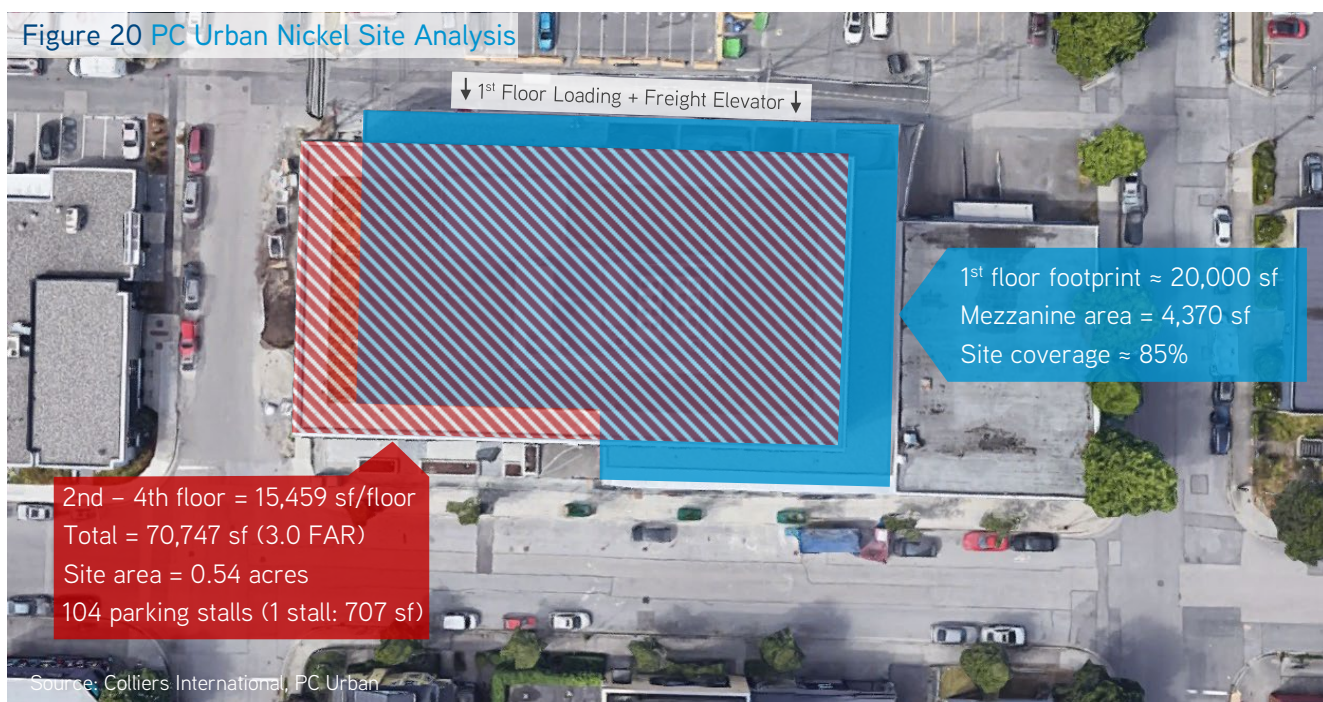 Figure 20 PC Urban Nickel Site Analysis
↓ 1st Floor Loading + Freight Elevator ↓
1st floor footprint ≈ 20,000 sf
Mezzanine area = 4,370 sf
Site coverage ≈ 85%
2nd – 4th floor = 15,459 sf/floor
Total = 70,747 sf (3.0 FAR)
Site area = 0.54 acres
104 parking stalls (1 stall: 707 sf)
Source: Colliers International, PC Urban